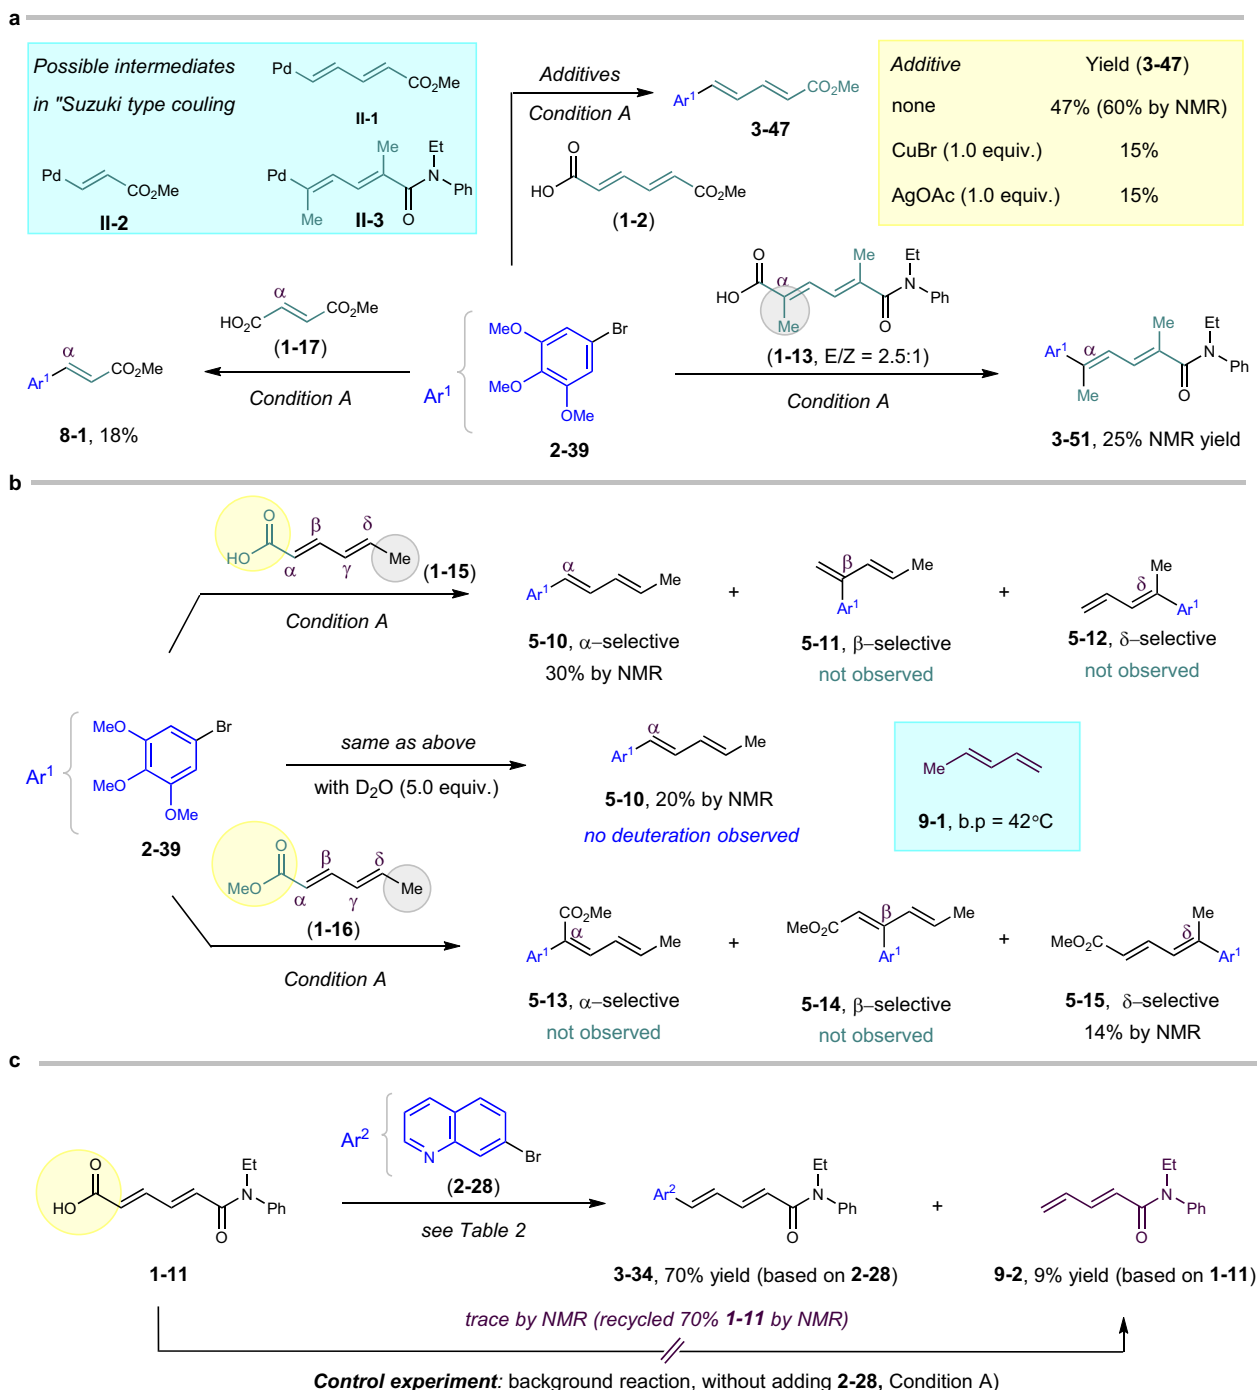 a
Possible intermediates
in "Suzuki type couling
Pd
CO2Me
II-1
Pd
CO2Me
II-2
Me
Et
Pd
N
Ph
Me
O
II-3
Additives
Condition A
O
HO
CO2Me
(1-2)
Ar1
CO2Me
3-47
Additive Yield (3-47)
none 47% (60% by NMR)
CuBr (1.0 equiv.) 15%
AgOAc (1.0 equiv.) 15%
α
CO2Me
HO2C
(1-17)
Condition A
α
Ar1
CO2Me
8-1, 18%
Ar1
MeO
Br
MeO
OMe
2-39
O
α
Me
Et
HO
N
Ph
Me
O
(1-13, E/Z = 2.5:1)
Condition A
Me
Et
Ar1
α
N
Ph
Me
O
3-51, 25% NMR yield
b
O
β
δ
HO
α
γ
Me
(1-15)
Condition A
α
Me
Ar1
5-10, α–selective
30% by NMR
+
β
Me
Ar1
5-11, β–selective
not observed
+
Me
δ
Ar1
5-12, δ–selective
not observed
Ar1
MeO
Br
MeO
OMe
2-39
same as above
with D2O (5.0 equiv.)
α
Me
Ar1
5-10, 20% by NMR
no deuteration observed
Me
9-1, b.p = 42°C
O
β
δ
MeO
α
γ
Me
(1-16)
Condition A
CO2Me
α
Me
Ar1
5-13, α–selective
not observed
+
β
Me
MeO2C
Ar1
5-14, β–selective
not observed
+
Me
MeO2C
δ
Ar1
5-15, δ–selective
14% by NMR
c
O
Et
HO
N
Ph
O
1-11
Ar2
N
Br
(2-28)
see Table 2
Et
Ar2
N
Ph
O
3-34, 70% yield (based on 2-28)
+
Et
N
Ph
O
9-2, 9% yield (based on 1-11)
trace by NMR (recycled 70% 1-11 by NMR)
Control experiment: background reaction, without adding 2-28, Condition A)